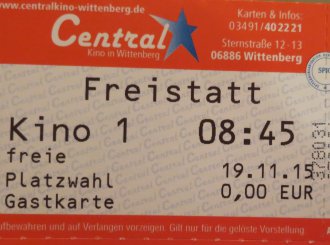 www.centralkino-wittenberg.de
Karten & Infos:
03491/402221
Central
Kino in Wittenberg
Sternstraße 12-13
06886 Wittenberg
Freistatt
Kino 1 08:45
freie
Platzwahl 19.11.15
Gastkarte 0,00 EUR
378031
aufbewahren und auf Verlangen vorzeigen. Gilt nur für die gelöste Vorstellung